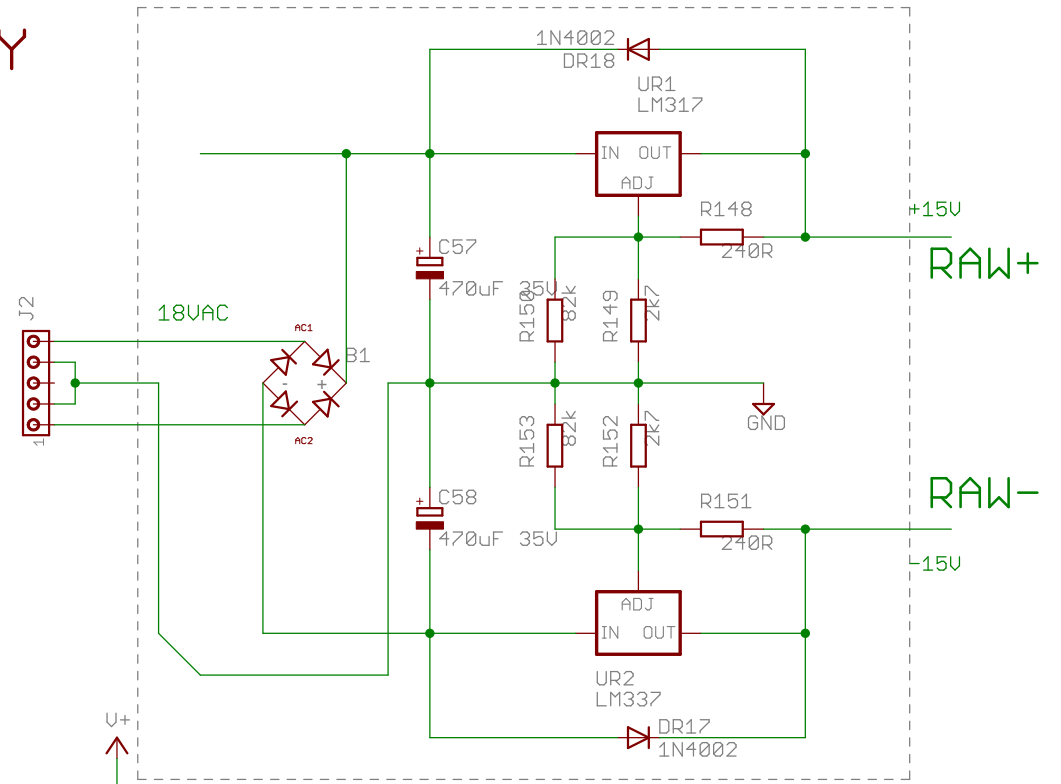 Y
1N4002
DR18
UR1
LM317
IN OUT
ADJ
R148
240R
+15V
RAW+
+
C57
470uF 35V
R150
82k
R149
2k7
J2
18VAC
AC1
B1
- +
AC2
1
GND
R153
82k
R152
2k7
+
C58
470uF 35V
R151
240R
RAW-
-15V
ADJ
IN OUT
UR2
LM337
V+
DR17
1N4002